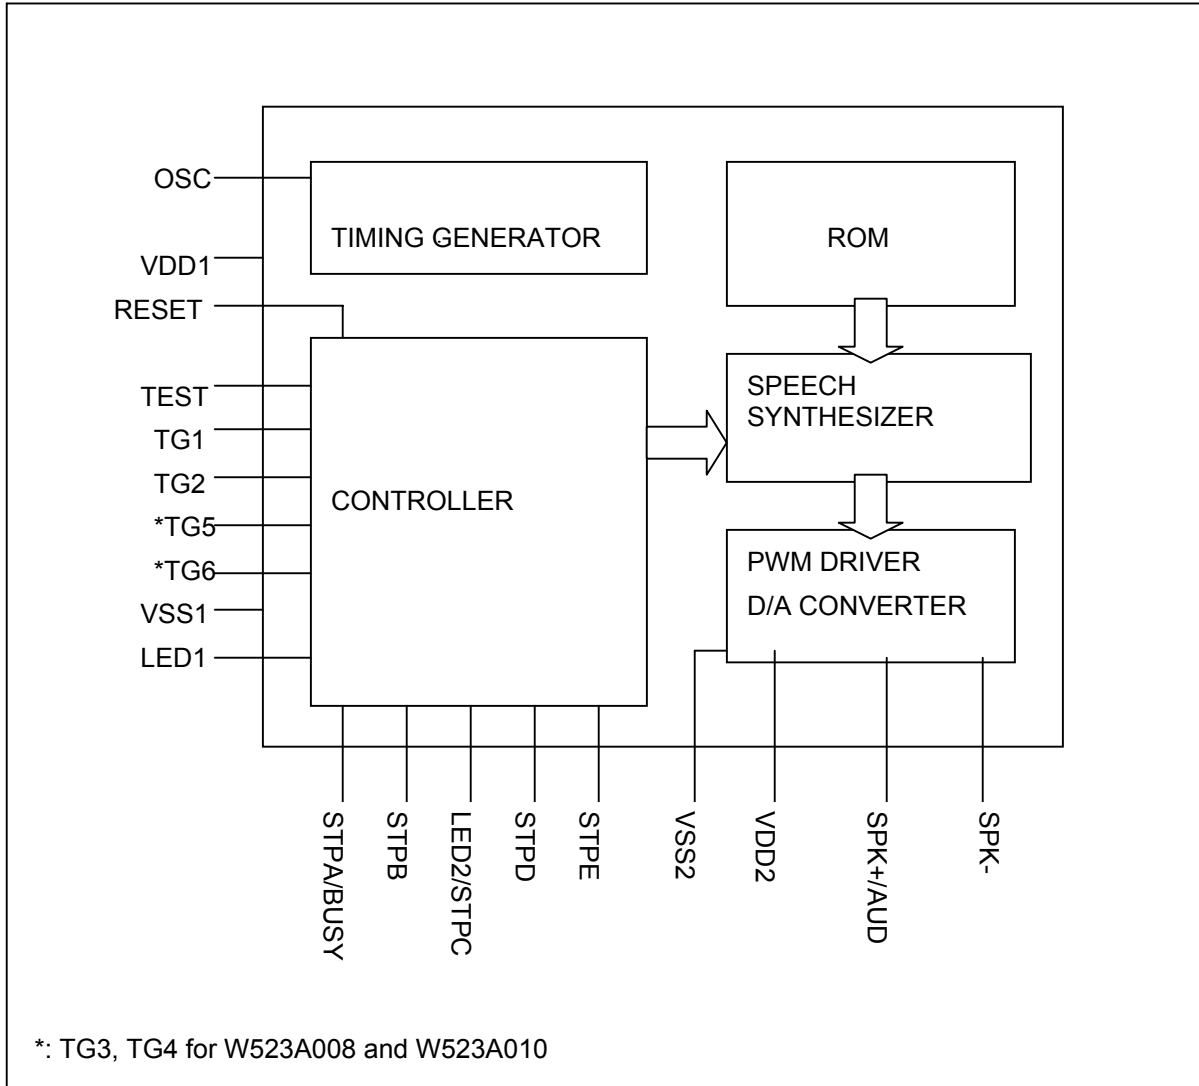 OSC
VDD1
RESET
TEST
TG1
TG2
*TG5
*TG6
VSS1
LED1
TIMING GENERATOR
CONTROLLER
ROM
SPEECH
SYNTHESIZER
PWM DRIVER
D/A CONVERTER
STPA/BUSY
STPB
LED2/STPC
STPD
STPE
VSS2
VDD2
SPK+/AUD
SPK-
*: TG3, TG4 for W523A008 and W523A010